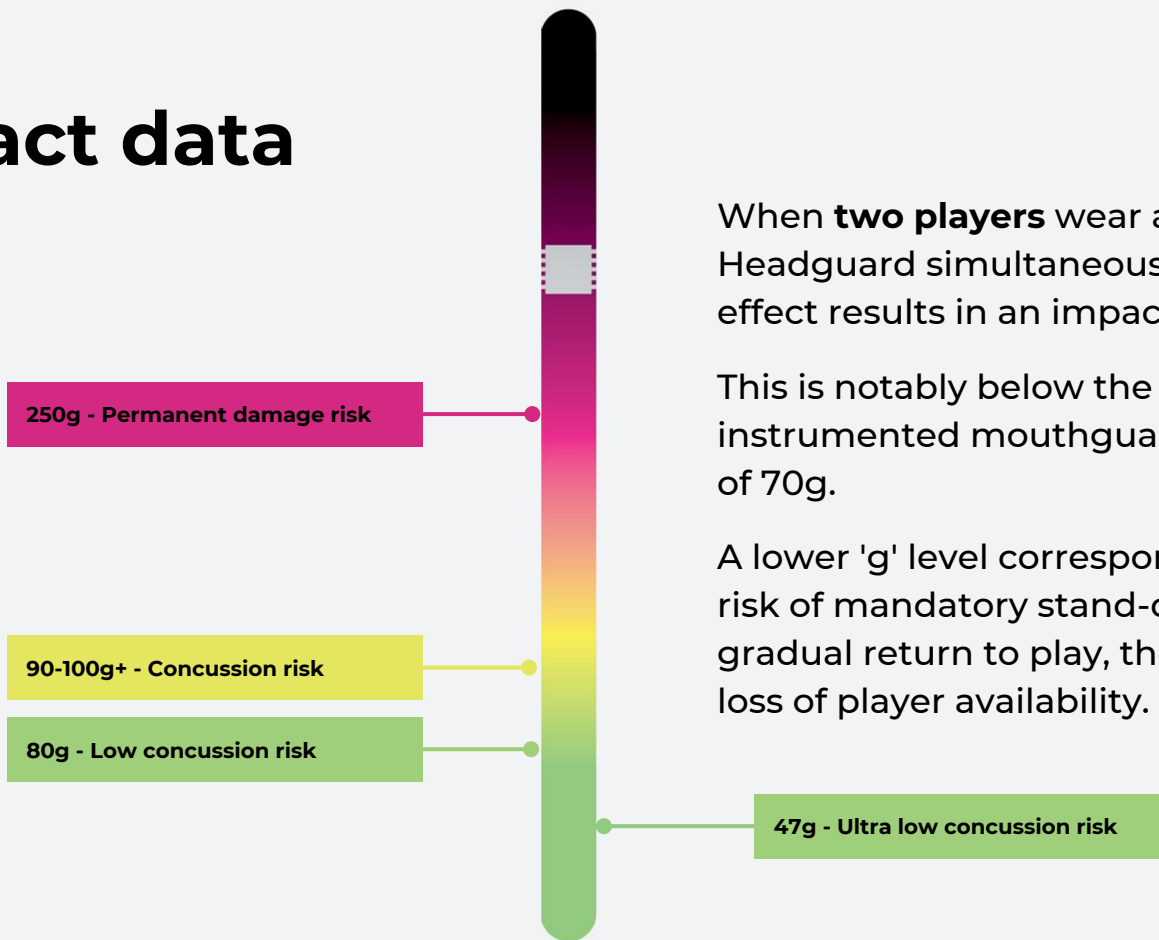 act data
When two players wear a
Headguard simultaneous
effect results in an impac
This is notably below the
instrumented mouthgua
of 70g.
A lower 'g' level correspo
risk of mandatory stand-
gradual return to play, th
loss of player availability.
250g - Permanent damage risk
90-100g+ - Concussion risk
80g - Low concussion risk
47g - Ultra low concussion risk